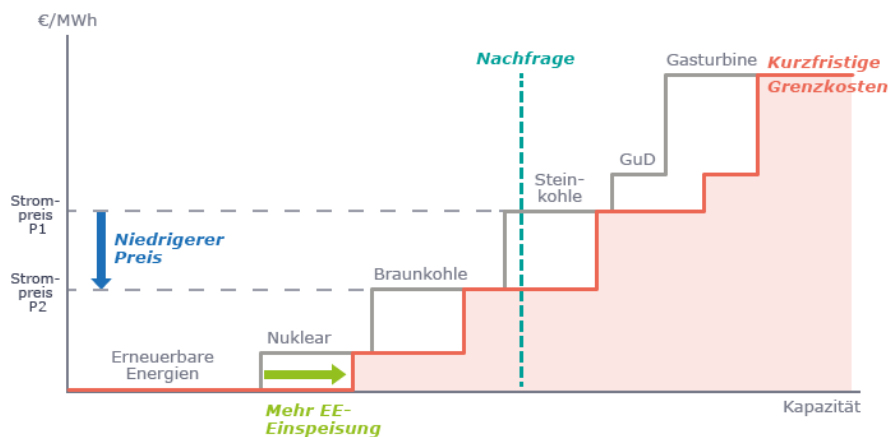 €/MWh
Nachfrage
Gasturbine
Kurzfristige
Grenzkosten
GuD
Stein-
kohle
Strom-
preis
P1
Niedrigerer
Preis
Braunkohle
Strom-
preis
P2
Nuklear
Erneuerbare
Energien
Mehr EE-
Einspeisung
Kapazität